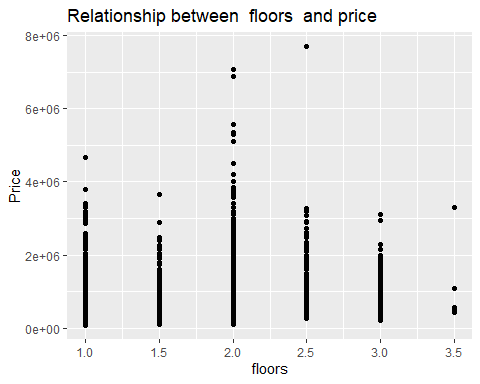 Relationship between  floors  and price
8e+06
6e+06
4e+06
2e+06
0e+00
Price
1.0 1.5 2.0 2.5 3.0 3.5
floors